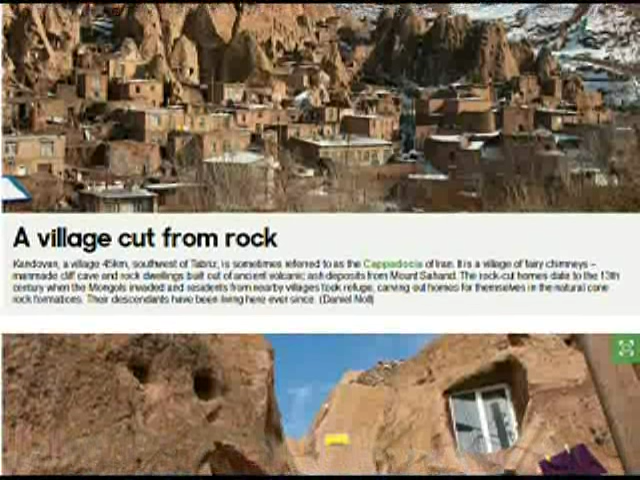 A village cut from rock
Kandovan, a village 45km, southwest of Tabriz, is sometimes referred to as the Cappadocia of Iran. It is a village of fairy chimneys –
manmade cliff cave and rock dwellings built out of ancient volcanic ash deposits from Mount Sahand. The rock-cut homes date to the 13th
century when the Mongols invaded and residents from nearby villages took refuge, carving out homes for themselves in the natural cone
rock formations. Their descendants have been living here ever since. (Daniel Noll)